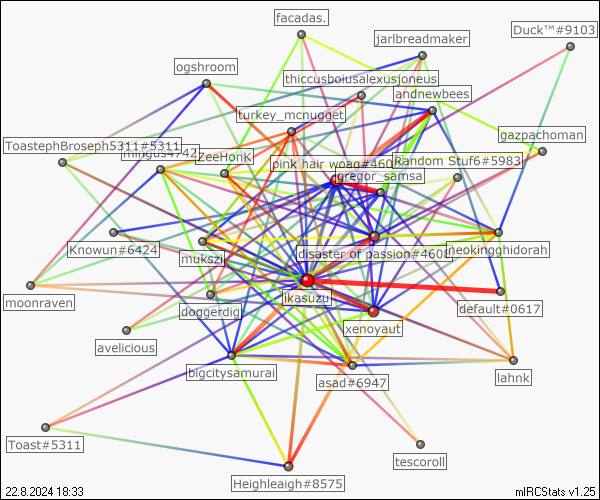 facadas.
Duck™#9103
jarlbreadmaker
ogshroom
thiccusboiusalexusjoneus
andnewbees
turkey_mcnugget
gazpachoman
ToastephBroseph5311#5311
mingus4742
ZeeHonK
pink hair woag#460
Random Stuf6#5983
gregor_samsa
Knowun#6424
mukszi
disaster of passion#4608
neokingghidorah
moonraven
doggerdig
ikasuzu
default#0617
xenoyaut
avelicious
bigcitysamurai
asad#6947
lahnk
Toast#5311
tescoroll
Heighleaigh#8575
22.8.2024 18:33
mIRCStats v1.25